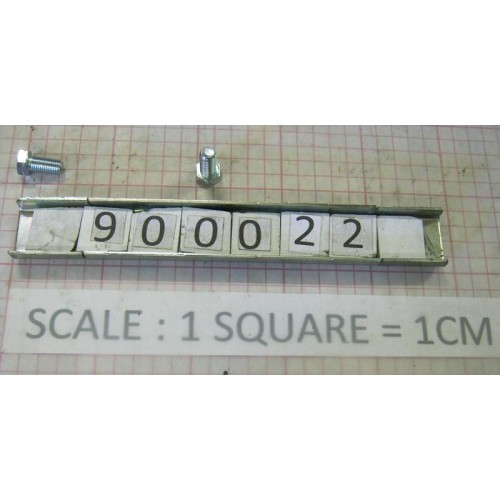 900022
SCALE : 1 SQUARE = 1CM